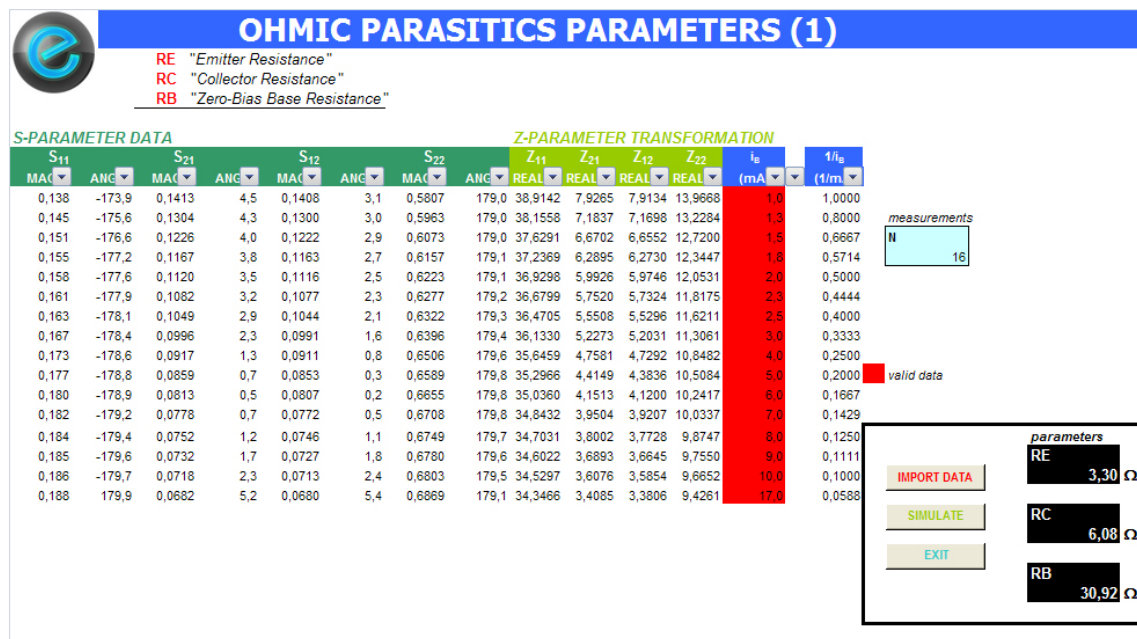 OHMIC PARASITICS PARAMETERS (1)
RE "Emitter Resistance"
RC "Collector Resistance"
RB "Zero-Bias Base Resistance"
S-PARAMETER DATA Z-PARAMETER TRANSFORMATION
S11 S21 S12 S22 Z11 Z21 Z12 Z22 iB 1/iB
MAG ANG MAG ANG MAG ANG MAG ANG REAL REAL REAL REAL (mA (1/m
0,138 -173,9 0,1413 4,5 0,1408 3,1 0,5807 179,0 38,9142 7,9265 7,9134 13,9668 1,0 1,0000
0,145 -175,6 0,1304 4,3 0,1300 3,0 0,5963 179,0 38,1558 7,1837 7,1698 13,2284 1,3 0,8000 measurements
0,151 -176,6 0,1226 4,0 0,1222 2,9 0,6073 179,0 37,6291 6,6702 6,6552 12,7200 1,5 0,6667 N
0,155 -177,2 0,1167 3,8 0,1163 2,7 0,6157 179,1 37,2369 6,2895 6,2730 12,3447 1,8 0,5714 16
0,158 -177,6 0,1120 3,5 0,1116 2,5 0,6223 179,1 36,9298 5,9926 5,9746 12,0531 2,0 0,5000
0,161 -177,9 0,1082 3,2 0,1077 2,3 0,6277 179,2 36,6799 5,7520 5,7324 11,8175 2,3 0,4444
0,163 -178,1 0,1049 2,9 0,1044 2,1 0,6322 179,3 36,4705 5,5508 5,5296 11,6211 2,5 0,4000
0,167 -178,4 0,0996 2,3 0,0991 1,6 0,6396 179,4 36,1330 5,2273 5,2031 11,3061 3,0 0,3333
0,173 -178,6 0,0917 1,3 0,0911 0,8 0,6506 179,6 35,6459 4,7581 4,7292 10,8482 4,0 0,2500
0,177 -178,8 0,0859 0,7 0,0853 0,3 0,6589 179,8 35,2966 4,4149 4,3836 10,5084 5,0 0,2000 valid data
0,180 -178,9 0,0813 0,5 0,0807 0,2 0,6655 179,8 35,0360 4,1513 4,1200 10,2417 6,0 0,1667
0,182 -179,2 0,0778 0,7 0,0772 0,5 0,6708 179,8 34,8432 3,9504 3,9207 10,0337 7,0 0,1429
0,184 -179,4 0,0752 1,2 0,0746 1,1 0,6749 179,7 34,7031 3,8002 3,7728 9,8747 8,0 0,1250
0,185 -179,6 0,0732 1,7 0,0727 1,8 0,6780 179,6 34,6022 3,6893 3,6645 9,7550 9,0 0,1111
0,186 -179,7 0,0718 2,3 0,0713 2,4 0,6803 179,5 34,5297 3,6076 3,5854 9,6652 10,0 0,1000
0,188 179,9 0,0682 5,2 0,0680 5,4 0,6869 179,1 34,3466 3,4085 3,3806 9,4261 17,0 0,0588
parameters
RE
3,30 Ω
IMPORT DATA
RC
SIMULATE
6,08 Ω
EXIT
RB
30,92 Ω